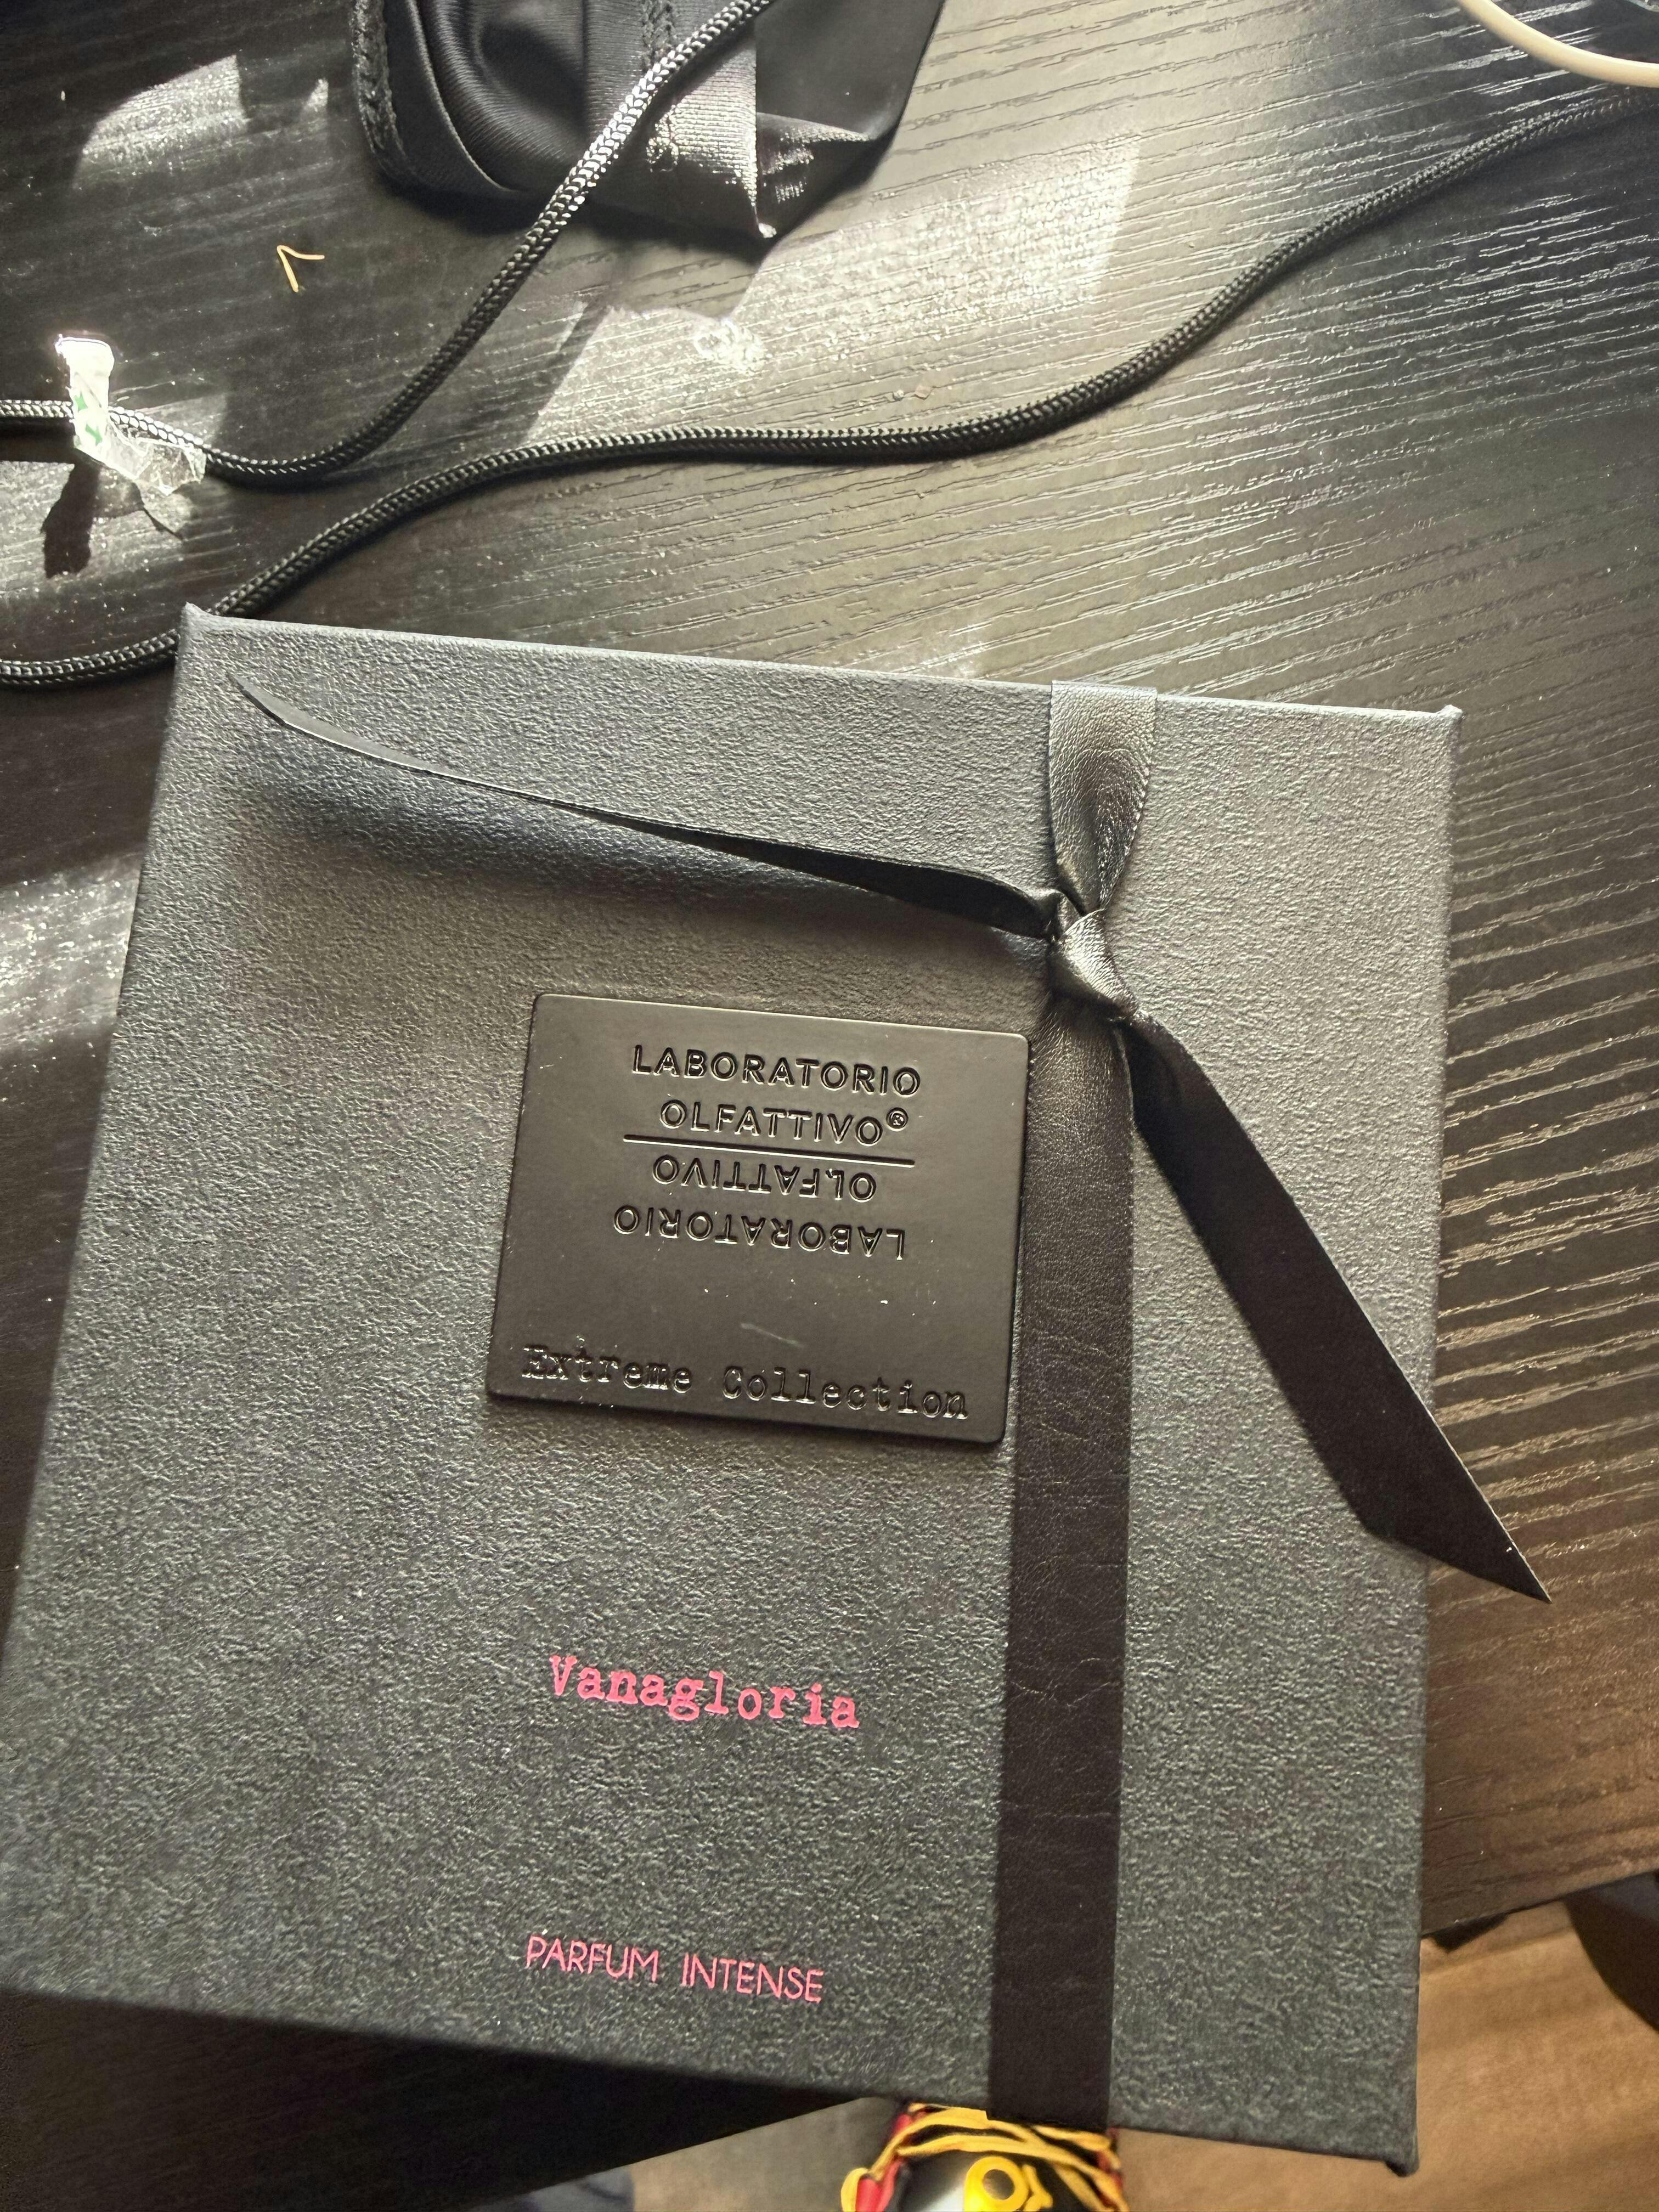 LABORATORIO
OLFATTIVO®
OLFATTIVO
LABORATORIO
Extreme Collection
Vanagloria
PARFUM INTENSE